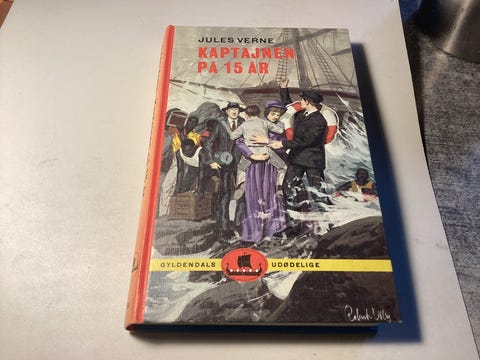 JULES VERNE
KAPTAJNEN
PÅ 15 ÅR
GYLDENDALS UDØDELIGE